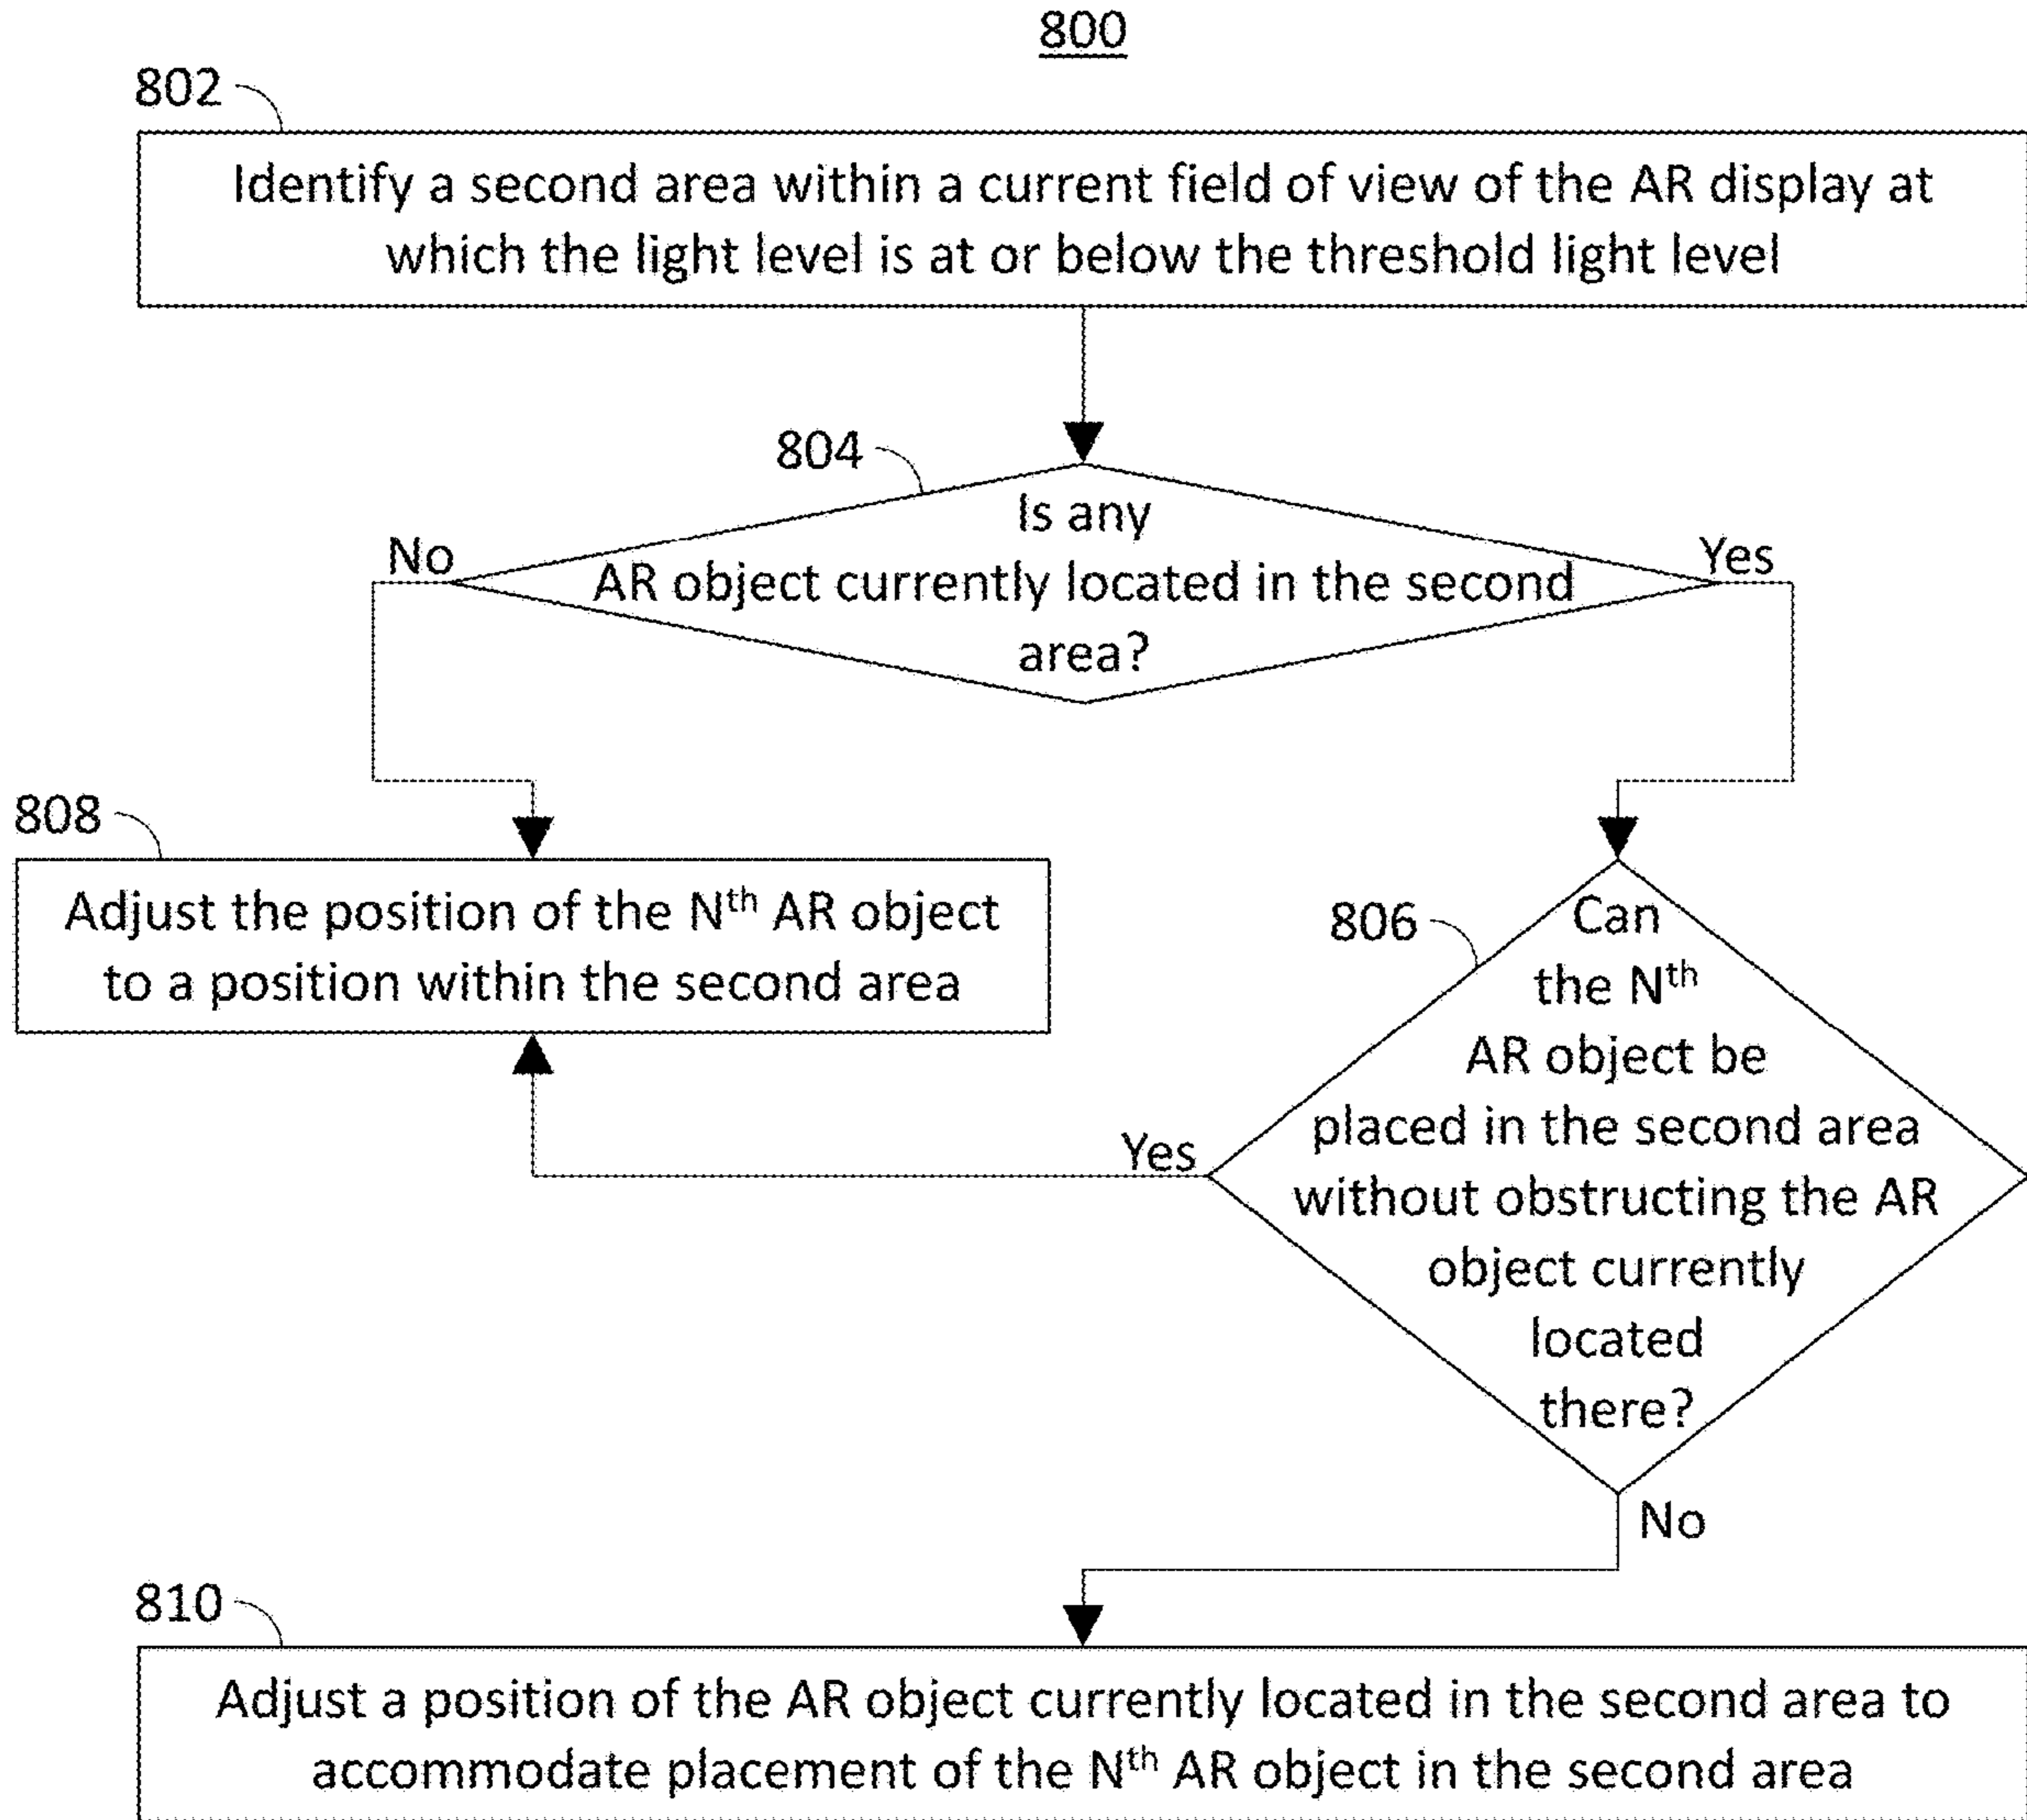 800
802
Identify a second area within a current field of view of the AR display at
which the light level is at or below the threshold light level
804
Is any
AR object currently located in the second
area?
No
Yes
808
Adjust the position of the Nth AR object
to a position within the second area
806
Can
the Nth
AR object be
placed in the second area
without obstructing the AR
object currently
located
there?
Yes
No
810
Adjust a position of the AR object currently located in the second area to
accommodate placement of the Nth AR object in the second area